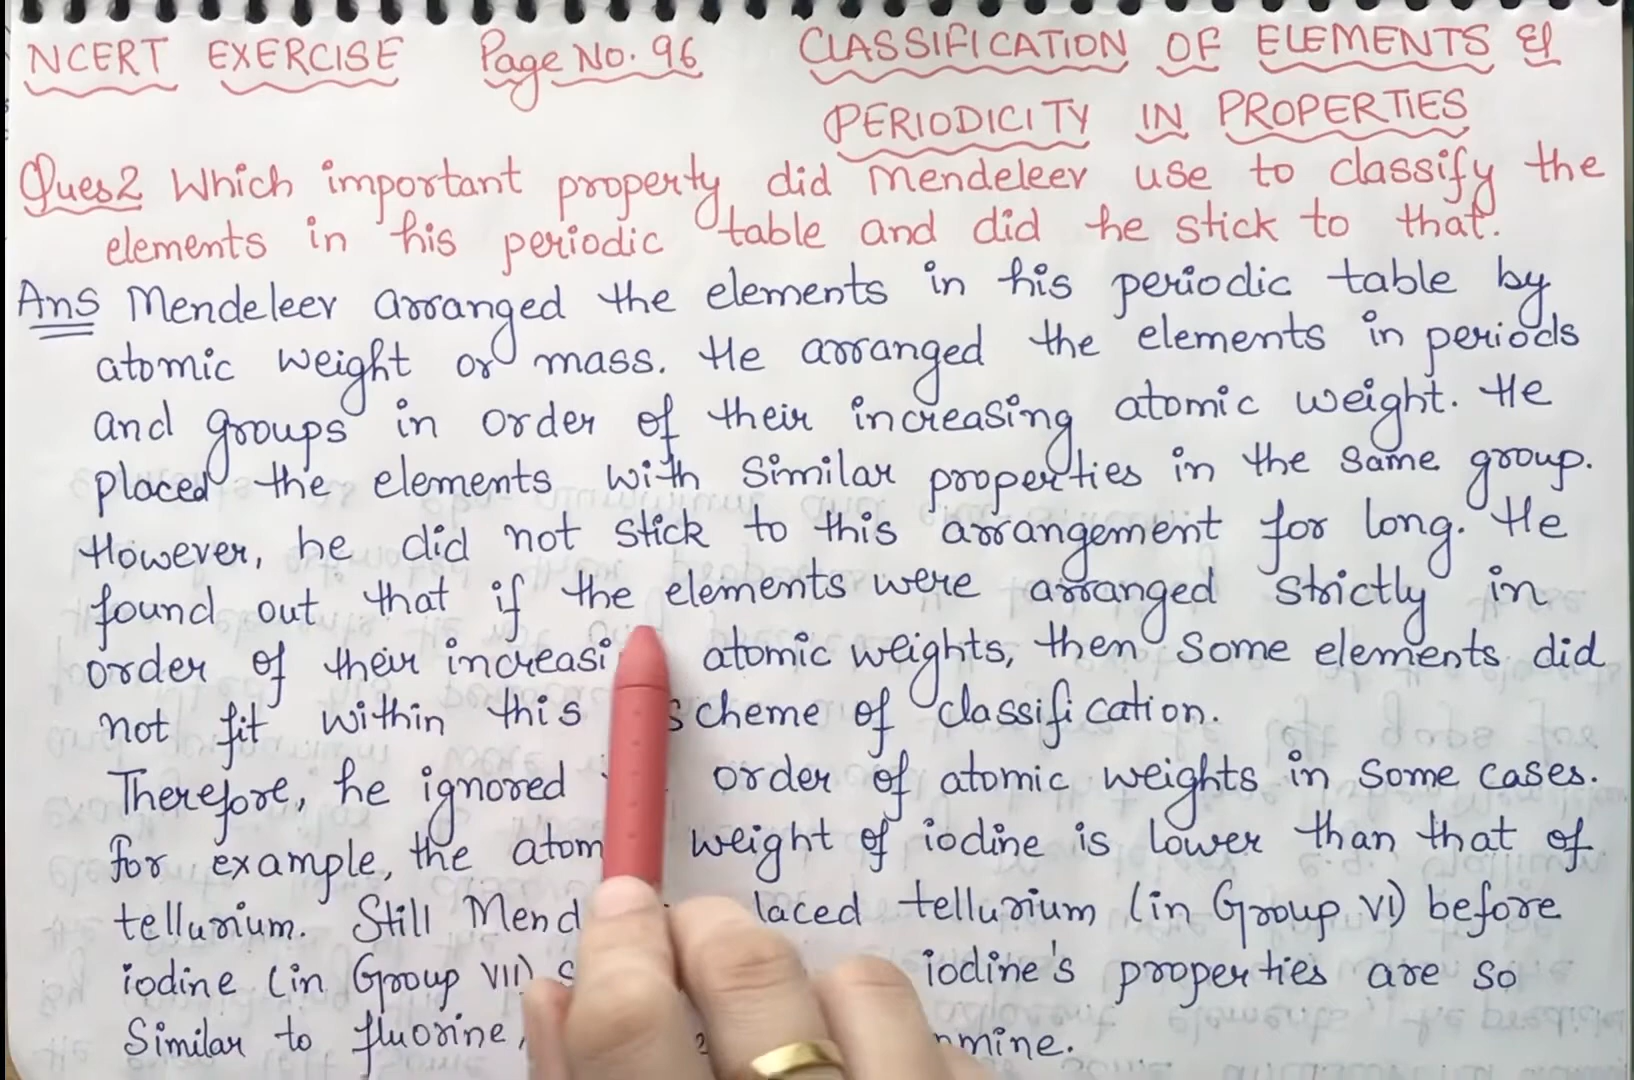 NCERT EXERCISE Page No. 96 CLASSIFICATION OF ELEMENTS &
PERIODICITY IN PROPERTIES
Ques2 Which important property did Mendeleev use to classify the
elements in his periodic table and did he stick to that.
Ans Mendeleev arranged the elements in his periodic table by
atomic weight or mass. He arranged the elements in periods
and groups in order of their increasing atomic weight. He
placed the elements with similar properties in the same group.
However, he did not stick to this arrangement for long. He
found out that if the elements were arranged strictly in
order of their increasi atomic weights, then some elements did
not fit within this scheme of classification.
Therefore, he ignored order of atomic weights in some cases.
For example, the atom weight of iodine is lower than that of
tellurium. Still Mend laced tellurium (in Group VI) before
iodine (in Group VII) s iodine's properties are so
similar to fluorine, mine.